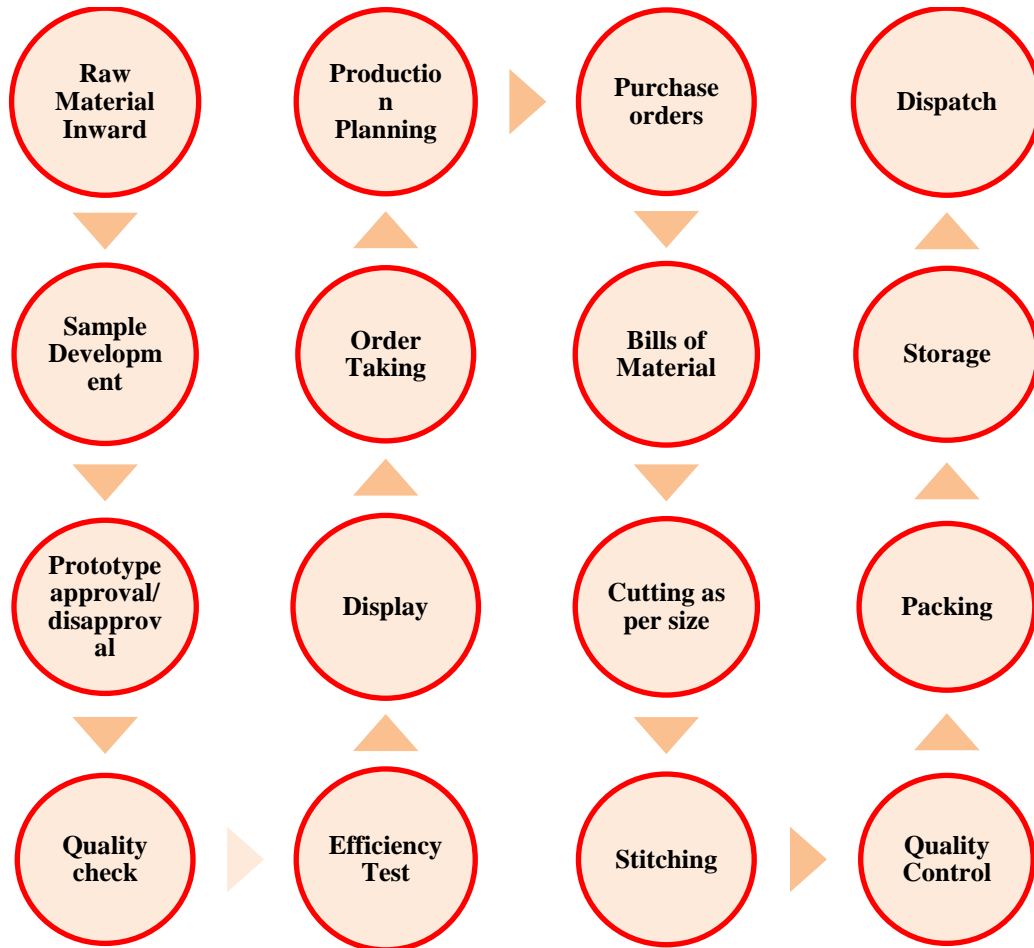 Raw
Material
Inward
Sample
Developm
ent
Prototype
approval/
disapprov
al
Quality
check
Efficiency
Test
Display
Order
Taking
Productio
n
Planning
Purchase
orders
Bills of
Material
Cutting as
per size
Stitching
Quality
Control
Packing
Storage
Dispatch